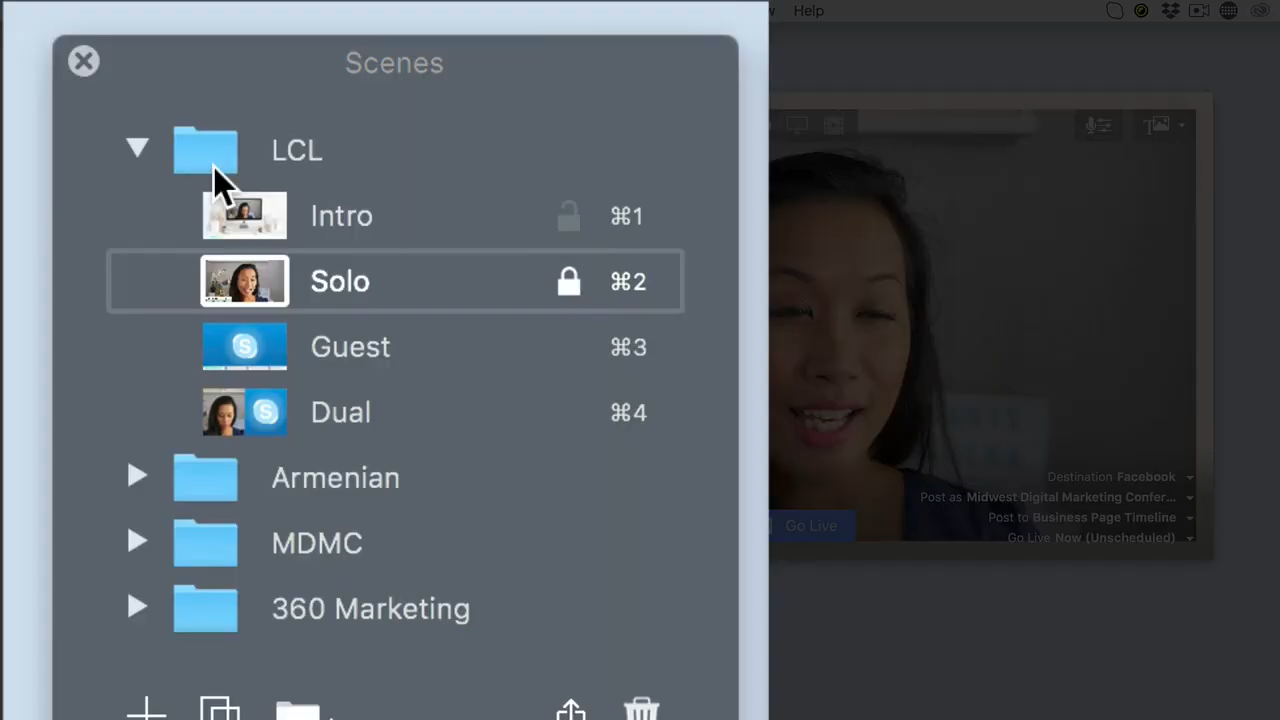 Help
Scenes
LCL
Intro ⌘1
Solo ⌘2
Guest ⌘3
Dual ⌘4
Armenian
MDMC
360 Marketing
Destination Facebook
Post as Midwest Digital Marketing Confer...
Post to Business Page Timeline
Go Live
Go Live Now (Unscheduled)